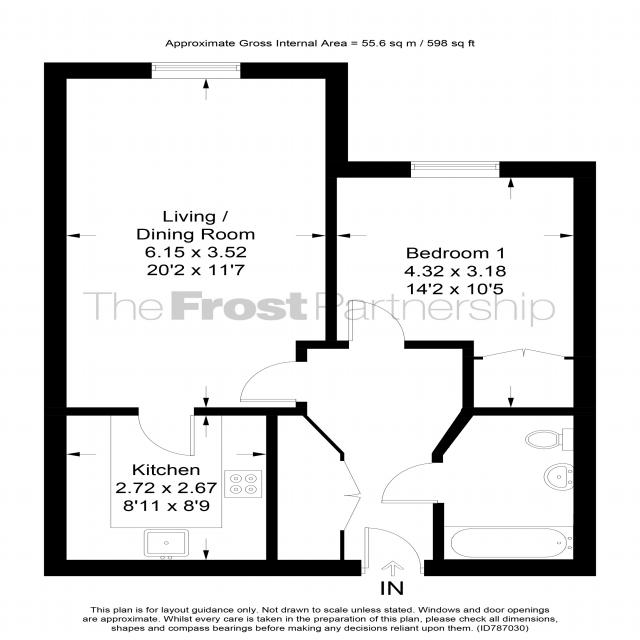 Approximate Gross Internal Area = 55.6 sq m / 598 sq ft
Living /
Dining Room
6.15 x 3.52
20'2 x 11'7
Bedroom 1
4.32 x 3.18
14'2 x 10'5
The Frost Partnership
Kitchen
2.72 x 2.67
8'11 x 8'9
IN
This plan is for layout guidance only. Not drawn to scale unless stated. Windows and door openings
are approximate. Whilst every care is taken in the preparation of this plan, please check all dimensions,
shapes and compass bearings before making any decisions reliant upon them. (ID787030)